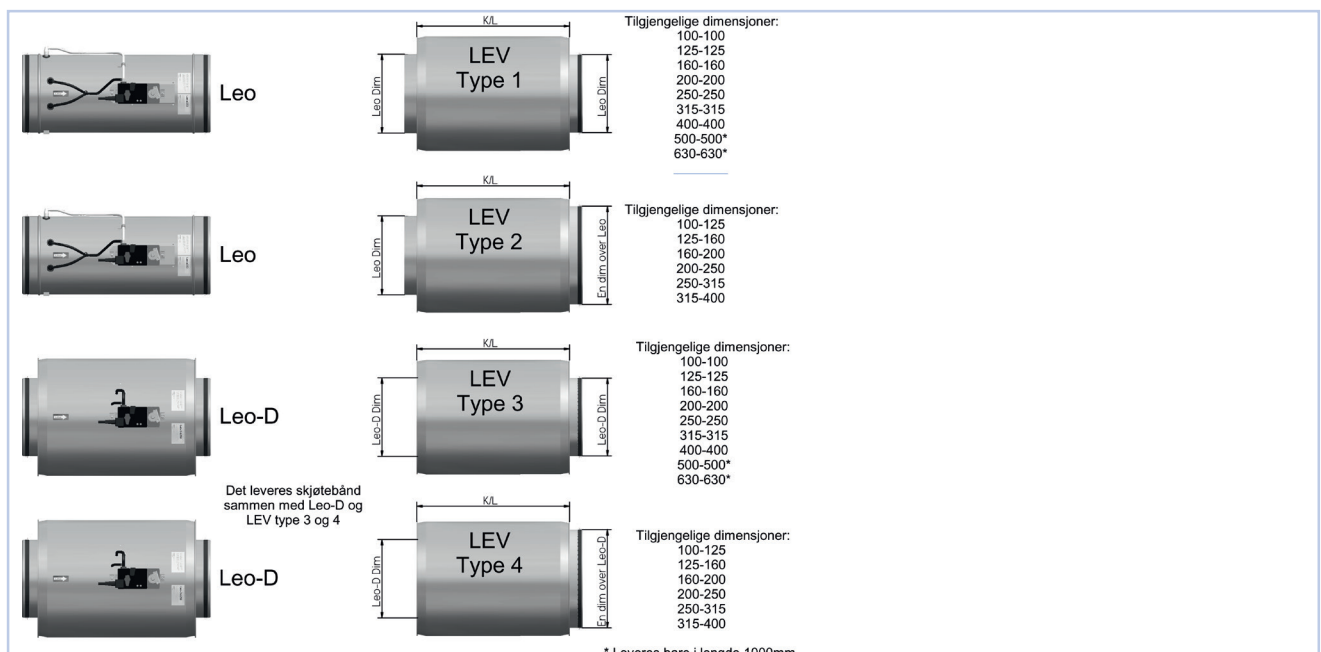 K/L
Tilgjengelige dimensjoner:
Leo
Leo Dim
LEV
Type 1
Leo Dim
100-100
125-125
160-160
200-200
250-250
315-315
400-400
500-500*
630-630*
K/L
Leo
Leo Dim
LEV
Type 2
En dim over Leo
Tilgjengelige dimensjoner:
100-125
125-160
160-200
200-250
250-315
315-400
K/L
Leo-D
Leo-D Dim
LEV
Type 3
Leo-D Dim
Tilgjengelige dimensjoner:
100-100
125-125
160-160
200-200
250-250
315-315
400-400
500-500*
630-630*
Det leveres skjøtebånd
sammen med Leo-D og
LEV type 3 og 4
K/L
Leo-D
Leo-D Dim
LEV
Type 4
En dim over Leo-D
Tilgjengelige dimensjoner:
100-125
125-160
160-200
200-250
250-315
315-400
* Leveres bare i lengde 1000mm